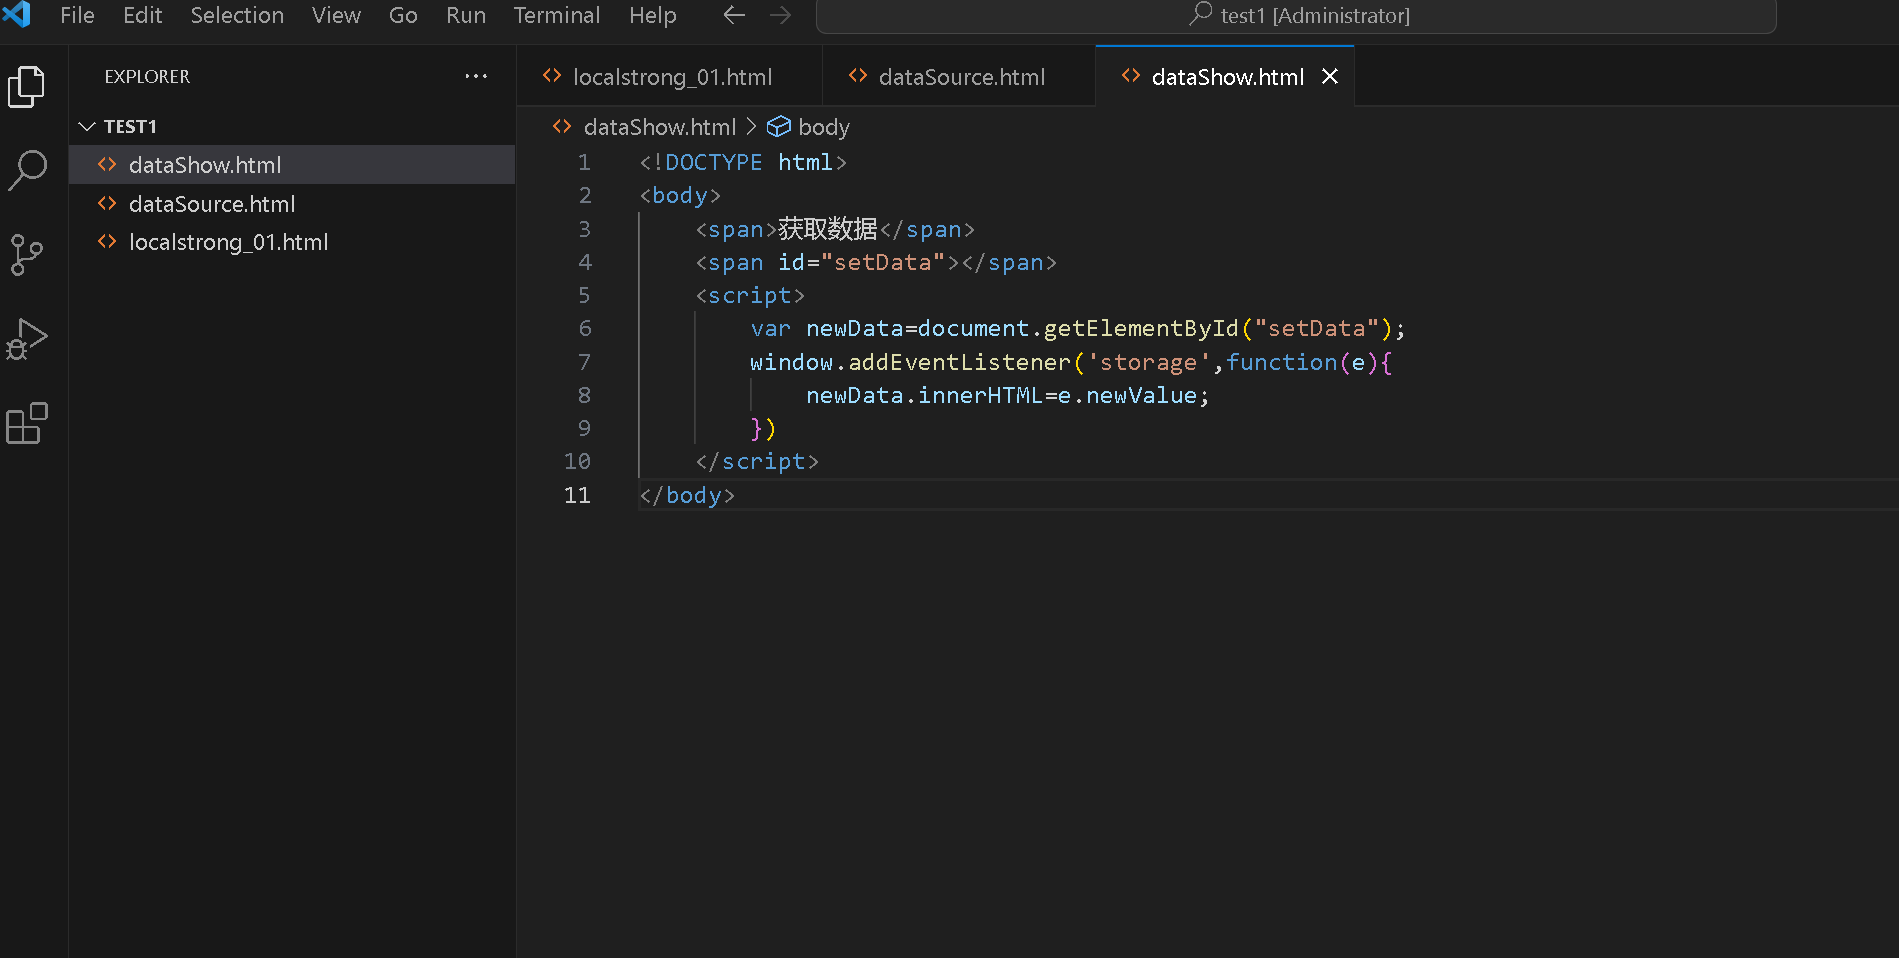 File Edit Selection View Go Run Terminal Help
test1 [Administrator]
EXPLORER
TEST1
dataShow.html
dataSource.html
localstrong_01.html
localstrong_01.html dataSource.html dataShow.html
dataShow.html > body
1 <!DOCTYPE html>
2 <body>
3 <span>获取数据</span>
4 <span id="setData"></span>
5 <script>
6 var newData=document.getElementById("setData");
7 window.addEventListener('storage',function(e){
8 newData.innerHTML=e.newValue;
9 })
10 </script>
11 </body>